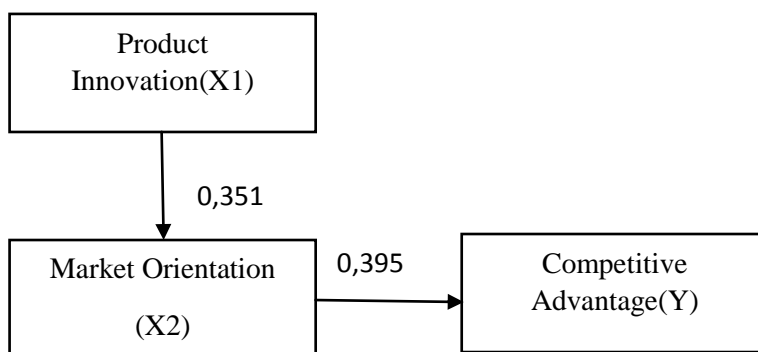 Product
Innovation(X1)
0,351
Market Orientation
(X2)
0,395
Competitive
Advantage(Y)